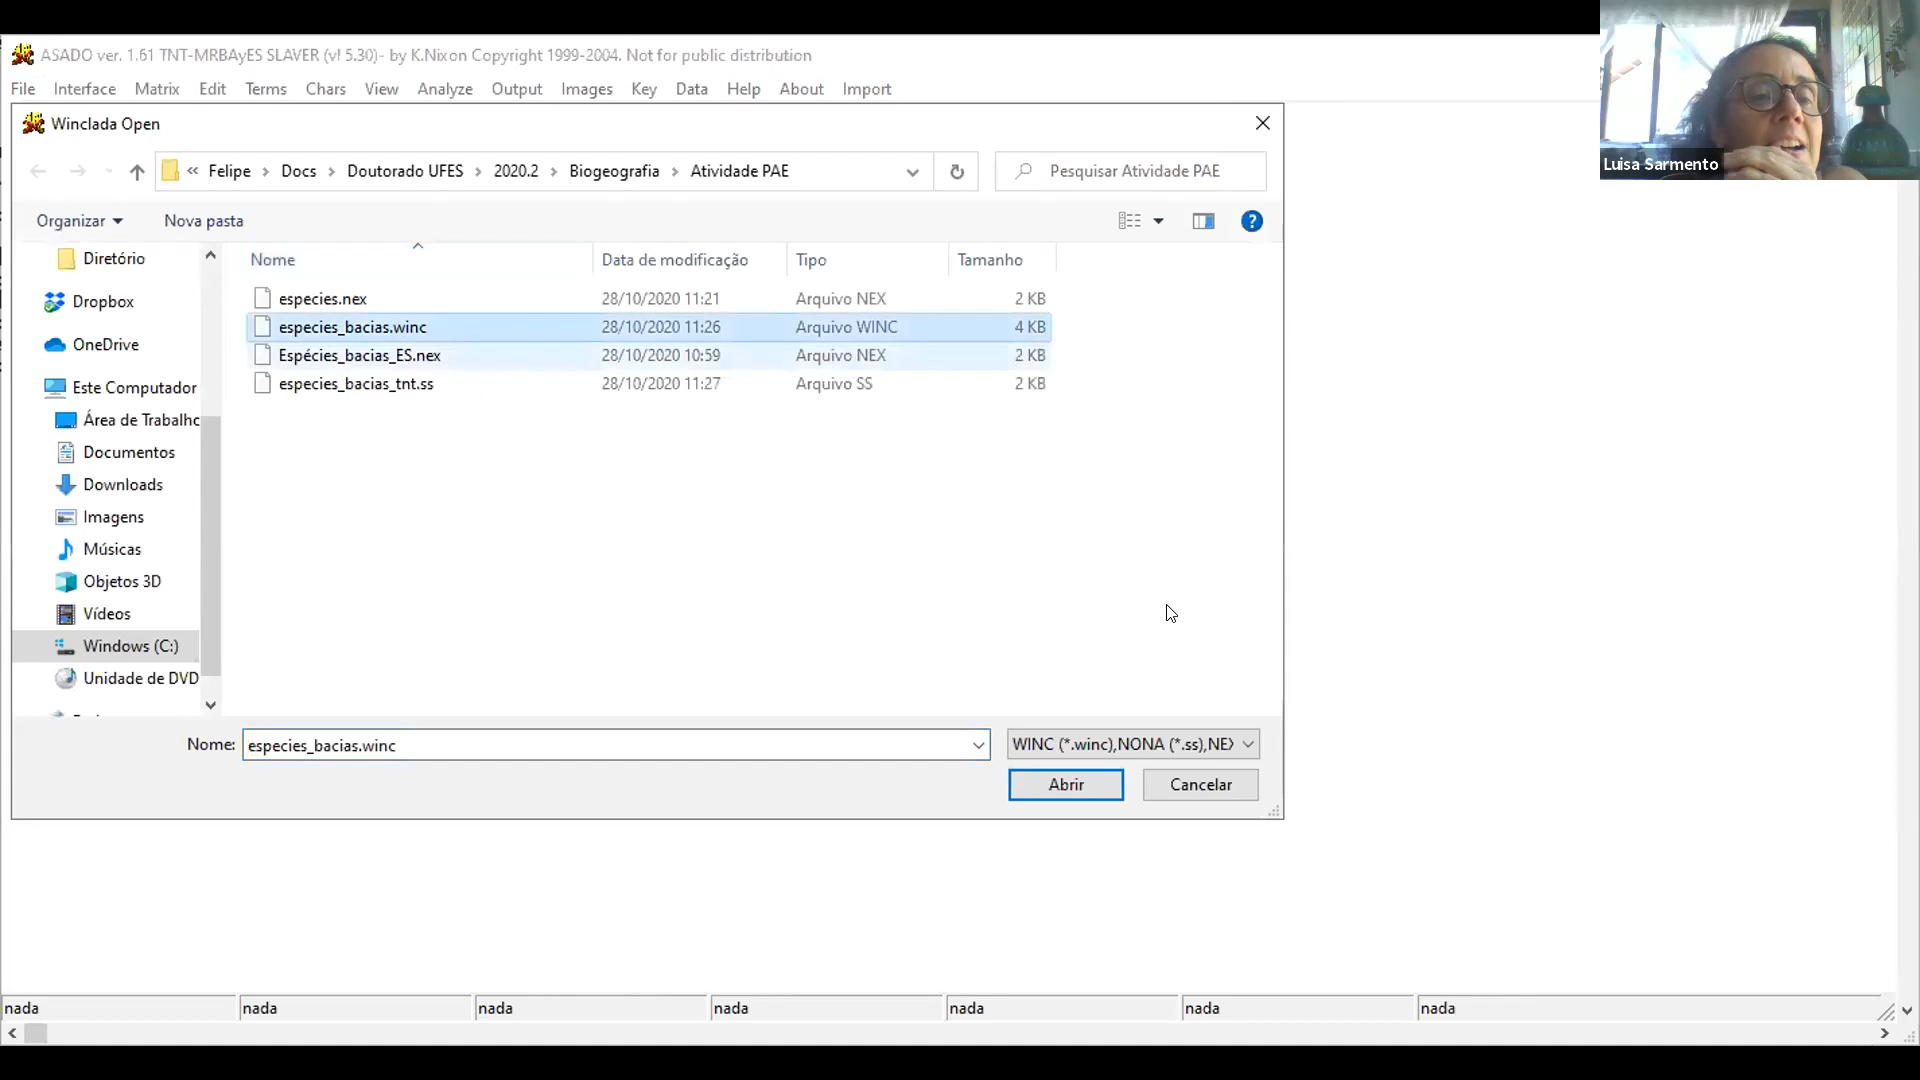 ASADO ver. 1.61 TNT-MRBAyES SLAVER (vf 5.30)- by K.Nixon Copyright 1999-2004. Not for public distribution
File Interface Matrix Edit Terms Chars View Analyze Output Images Key Data Help About Import
Winclada Open
« Felipe › Docs › Doutorado UFES › 2020.2 › Biogeografia › Atividade PAE
Pesquisar Atividade PAE
Luisa Sarmento
Organizar Nova pasta
Diretório
Dropbox
OneDrive
Este Computador
Área de Trabalho
Documentos
Downloads
Imagens
Músicas
Objetos 3D
Vídeos
Windows (C:)
Unidade de DVD
Nome Data de modificação Tipo Tamanho
especies.nex 28/10/2020 11:21 Arquivo NEX 2 KB
especies_bacias.winc 28/10/2020 11:26 Arquivo WINC 4 KB
Espécies_bacias_ES.nex 28/10/2020 10:59 Arquivo NEX 2 KB
especies_bacias_tnt.ss 28/10/2020 11:27 Arquivo SS 2 KB
Nome: especies_bacias.winc WINC (*.winc),NONA (*.ss),NEX
Abrir Cancelar
nada nada nada nada nada nada nada